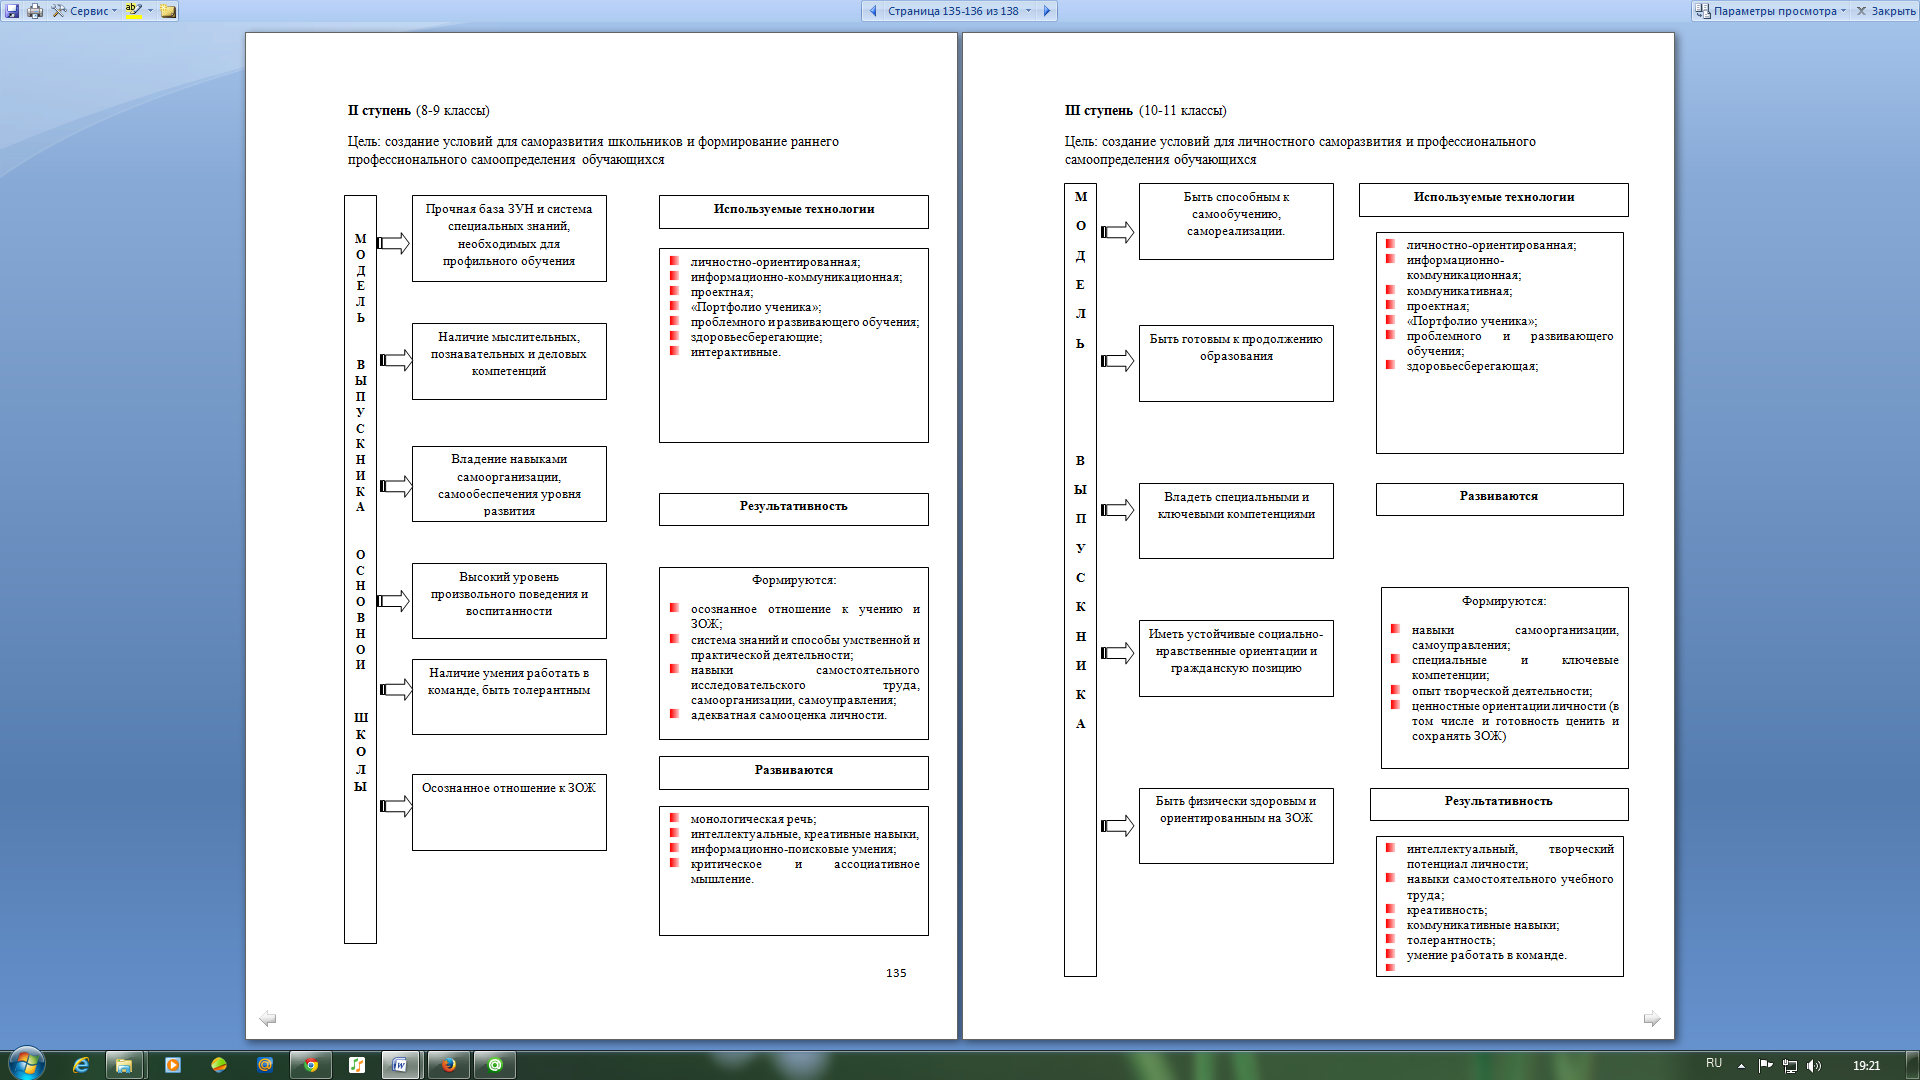 Сервис
Страница 135-136 из 138
Параметры просмотра
Закрыть
II ступень (8-9 классы)
Цель: создание условий для саморазвития школьников и формирование раннего
профессионального самоопределения обучающихся
МОДЕЛЬ ВЫПУСКНИКА ОСНОВНОЙ ШКОЛЫ
Прочная база ЗУН и система
специальных знаний,
необходимых для
профильного обучения
Наличие мыслительных,
познавательных и деловых
компетенций
Владение навыками
самоорганизации,
самообеспечения уровня
развития
Высокий уровень
произвольного поведения и
воспитанности
Наличие умения работать в
команде, быть толерантным
Осознанное отношение к ЗОЖ
Используемые технологии
личностно-ориентированная;
информационно-коммуникационная;
проектная;
«Портфолио ученика»;
проблемного и развивающего обучения;
здоровьесберегающие;
интерактивные.
Результативность
Формируются:
осознанное отношение к учению и
ЗОЖ;
система знаний и способы умственной и
практической деятельности;
навыки самостоятельного
исследовательского труда,
самоорганизации, самоуправления;
адекватная самооценка личности.
Развиваются
монологическая речь;
интеллектуальные, креативные навыки,
информационно-поисковые умения;
критическое и ассоциативное
мышление.
135
III ступень (10-11 классы)
Цель: создание условий для личностного саморазвития и профессионального
самоопределения обучающихся
МОДЕЛЬ ВЫПУСКНИКА
Быть способным к
самообучению,
самореализации.
Быть готовым к продолжению
образования
Владеть специальными и
ключевыми компетенциями
Иметь устойчивые социально-
нравственные ориентации и
гражданскую позицию
Быть физически здоровым и
ориентированным на ЗОЖ
Используемые технологии
личностно-ориентированная;
информационно-
коммуникационная;
коммуникативная;
проектная;
«Портфолио ученика»;
проблемного и развивающего
обучения;
здоровьесберегающая;
Развиваются
Формируются:
навыки самоорганизации,
самоуправления;
специальные и ключевые
компетенции;
опыт творческой деятельности;
ценностные ориентации личности (в
том числе и готовность ценить и
сохранять ЗОЖ)
Результативность
интеллектуальный, творческий
потенциал личности;
навыки самостоятельного учебного
труда;
креативность;
коммуникативные навыки;
толерантность;
умение работать в команде.
RU
19:21